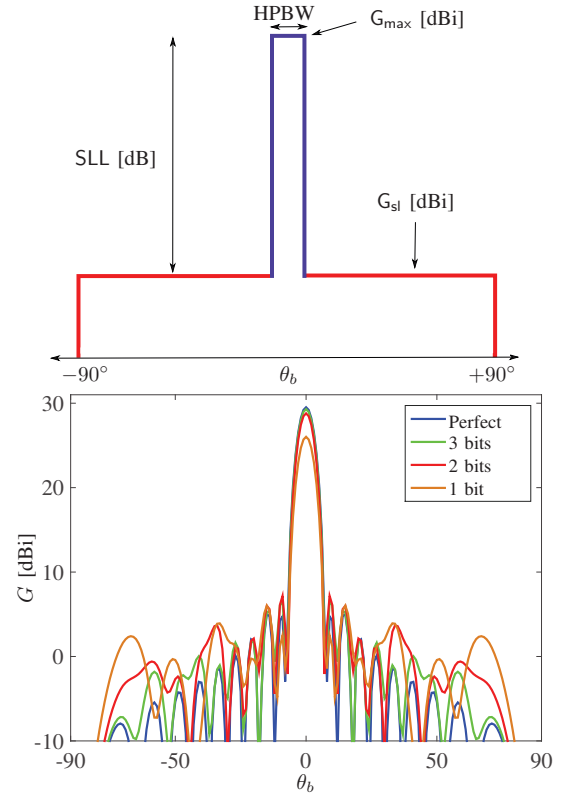 HPBW
G_max [dBi]
SLL [dB]
G_sl [dBi]
−90°
θ_b
+90°
30
20
10
0
-10
G [dBi]
Perfect
3 bits
2 bits
1 bit
-90
-50
0
50
90
θ_b